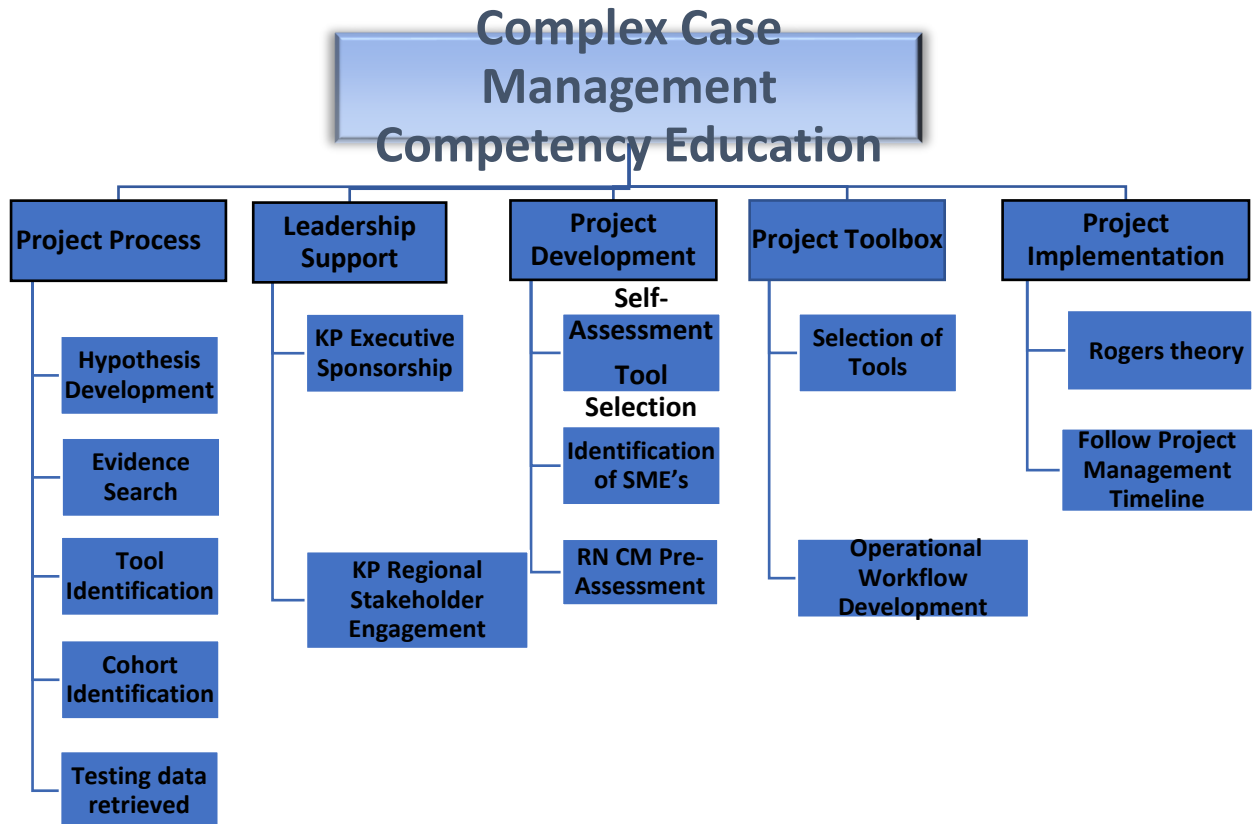 Complex Case
Management
Competency Education
Project Process
Leadership
Support
Project
Development
Project Toolbox
Project
Implementation
Hypothesis
Development
Evidence
Search
Tool
Identification
Cohort
Identification
Testing data
retrieved
KP Executive
Sponsorship
KP Regional
Stakeholder
Engagement
Self-
Assessment
Tool
Selection
Identification
of SME's
RN CM Pre-
Assessment
Selection of
Tools
Operational
Workflow
Development
Rogers theory
Follow Project
Management
Timeline